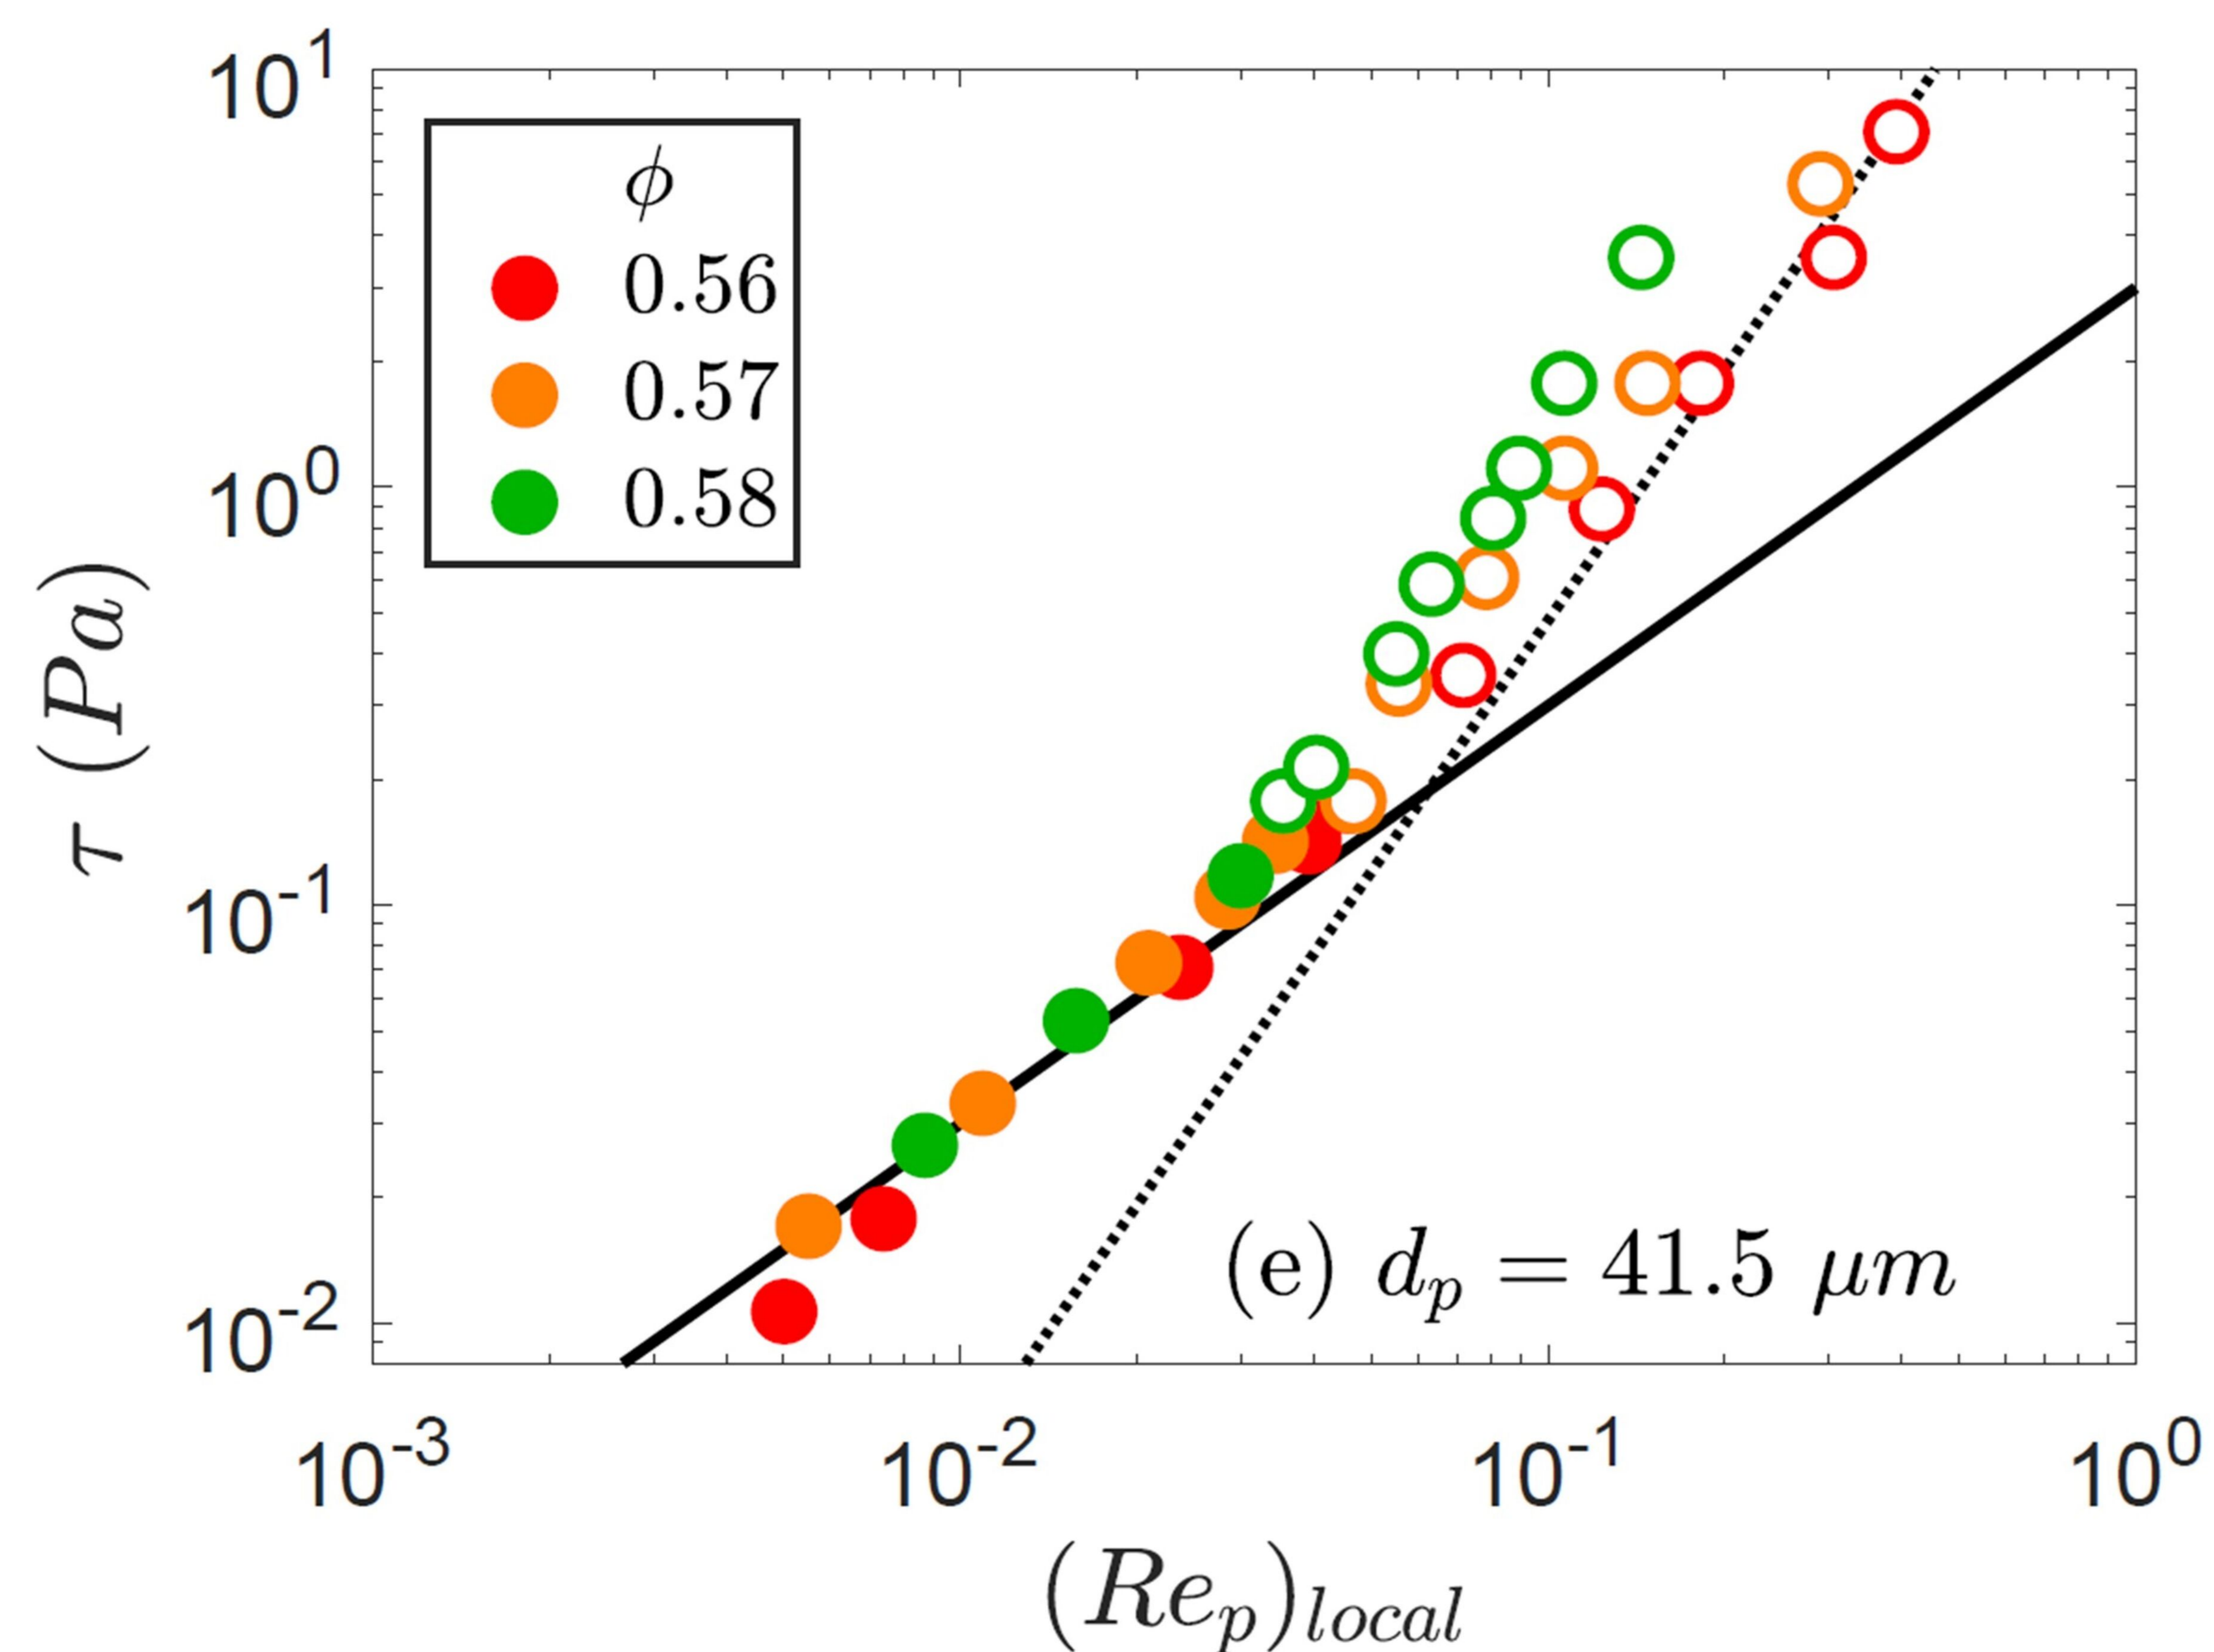 10^1
10^0
10^-1
10^-2
τ (Pa)
ϕ
0.56
0.57
0.58
(e) d_p = 41.5 μm
10^-3 10^-2 10^-1 10^0
(Re_p)_local